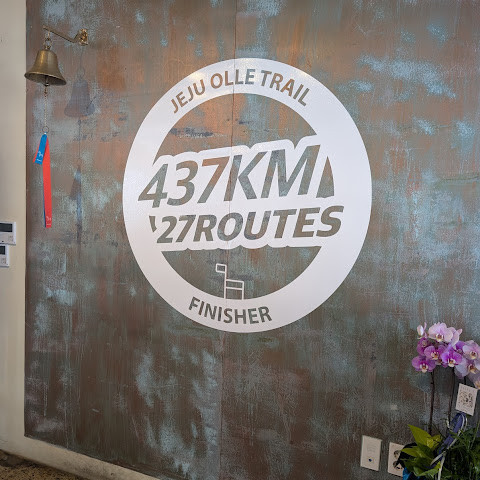 JEJU OLLE TRAIL
437KM
27ROUTES
FINISHER